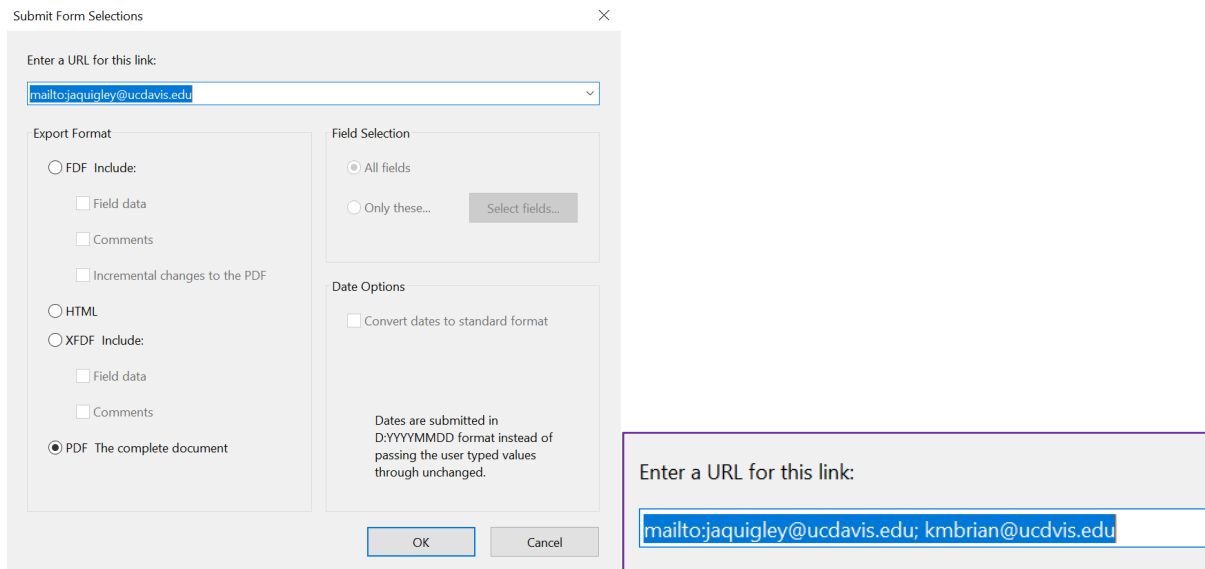 Submit Form Selections
Enter a URL for this link:
mailto:jaquigley@ucdavis.edu
Export Format
FDF Include:
Field data
Comments
Incremental changes to the PDF
HTML
XFDF Include:
Field data
Comments
PDF The complete document
Field Selection
All fields
Only these...
Select fields...
Date Options
Convert dates to standard format
Dates are submitted in
D:YYYYMMDD format instead of
passing the user typed values
through unchanged.
OK
Cancel
Enter a URL for this link:
mailto:jaquigley@ucdavis.edu; kmbrian@ucdvis.edu